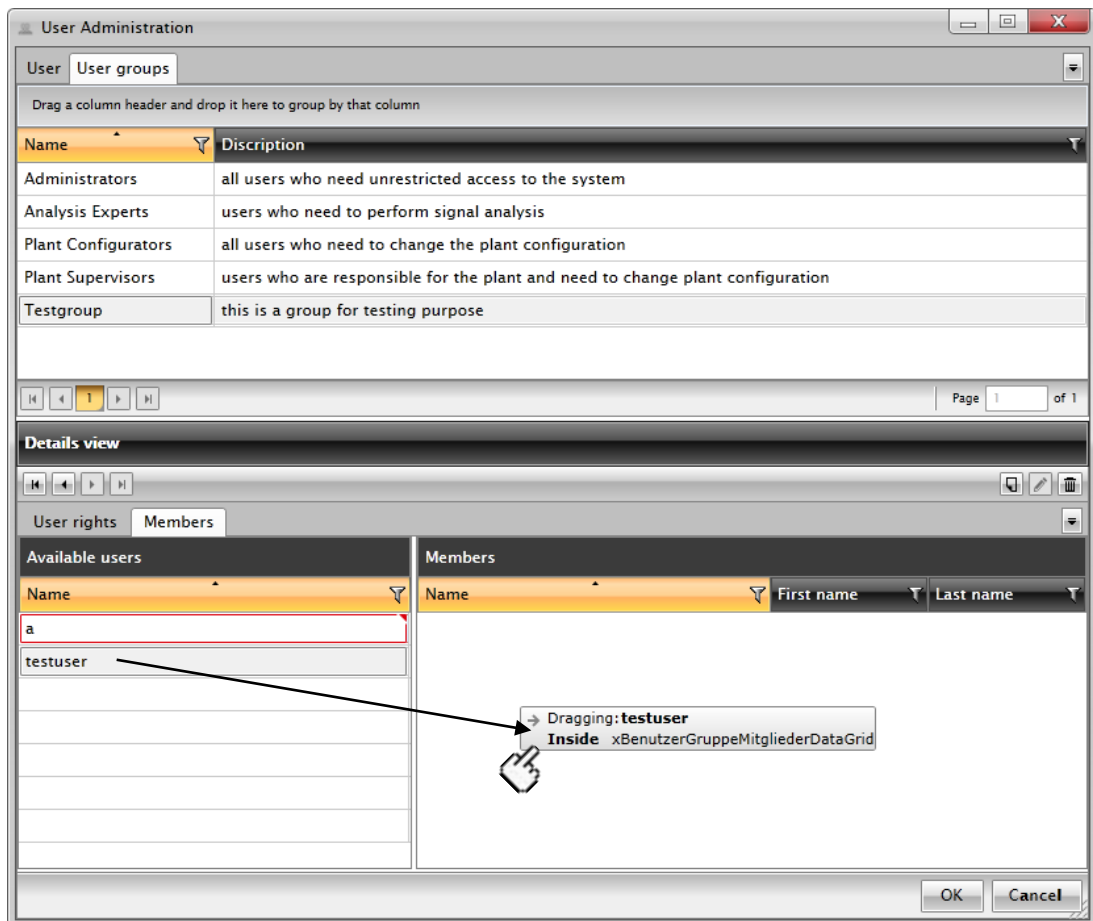 User Administration
User User groups
Drag a column header and drop it here to group by that column
Name Discription
Administrators all users who need unrestricted access to the system
Analysis Experts users who need to perform signal analysis
Plant Configurators all users who need to change the plant configuration
Plant Supervisors users who are responsible for the plant and need to change plant configuration
Testgroup this is a group for testing purpose
1 Page 1 of 1
Details view
User rights Members
Available users Members
Name Name First name Last name
a
testuser
Dragging: testuser
Inside xBenutzerGruppeMitgliederDataGrid
OK Cancel